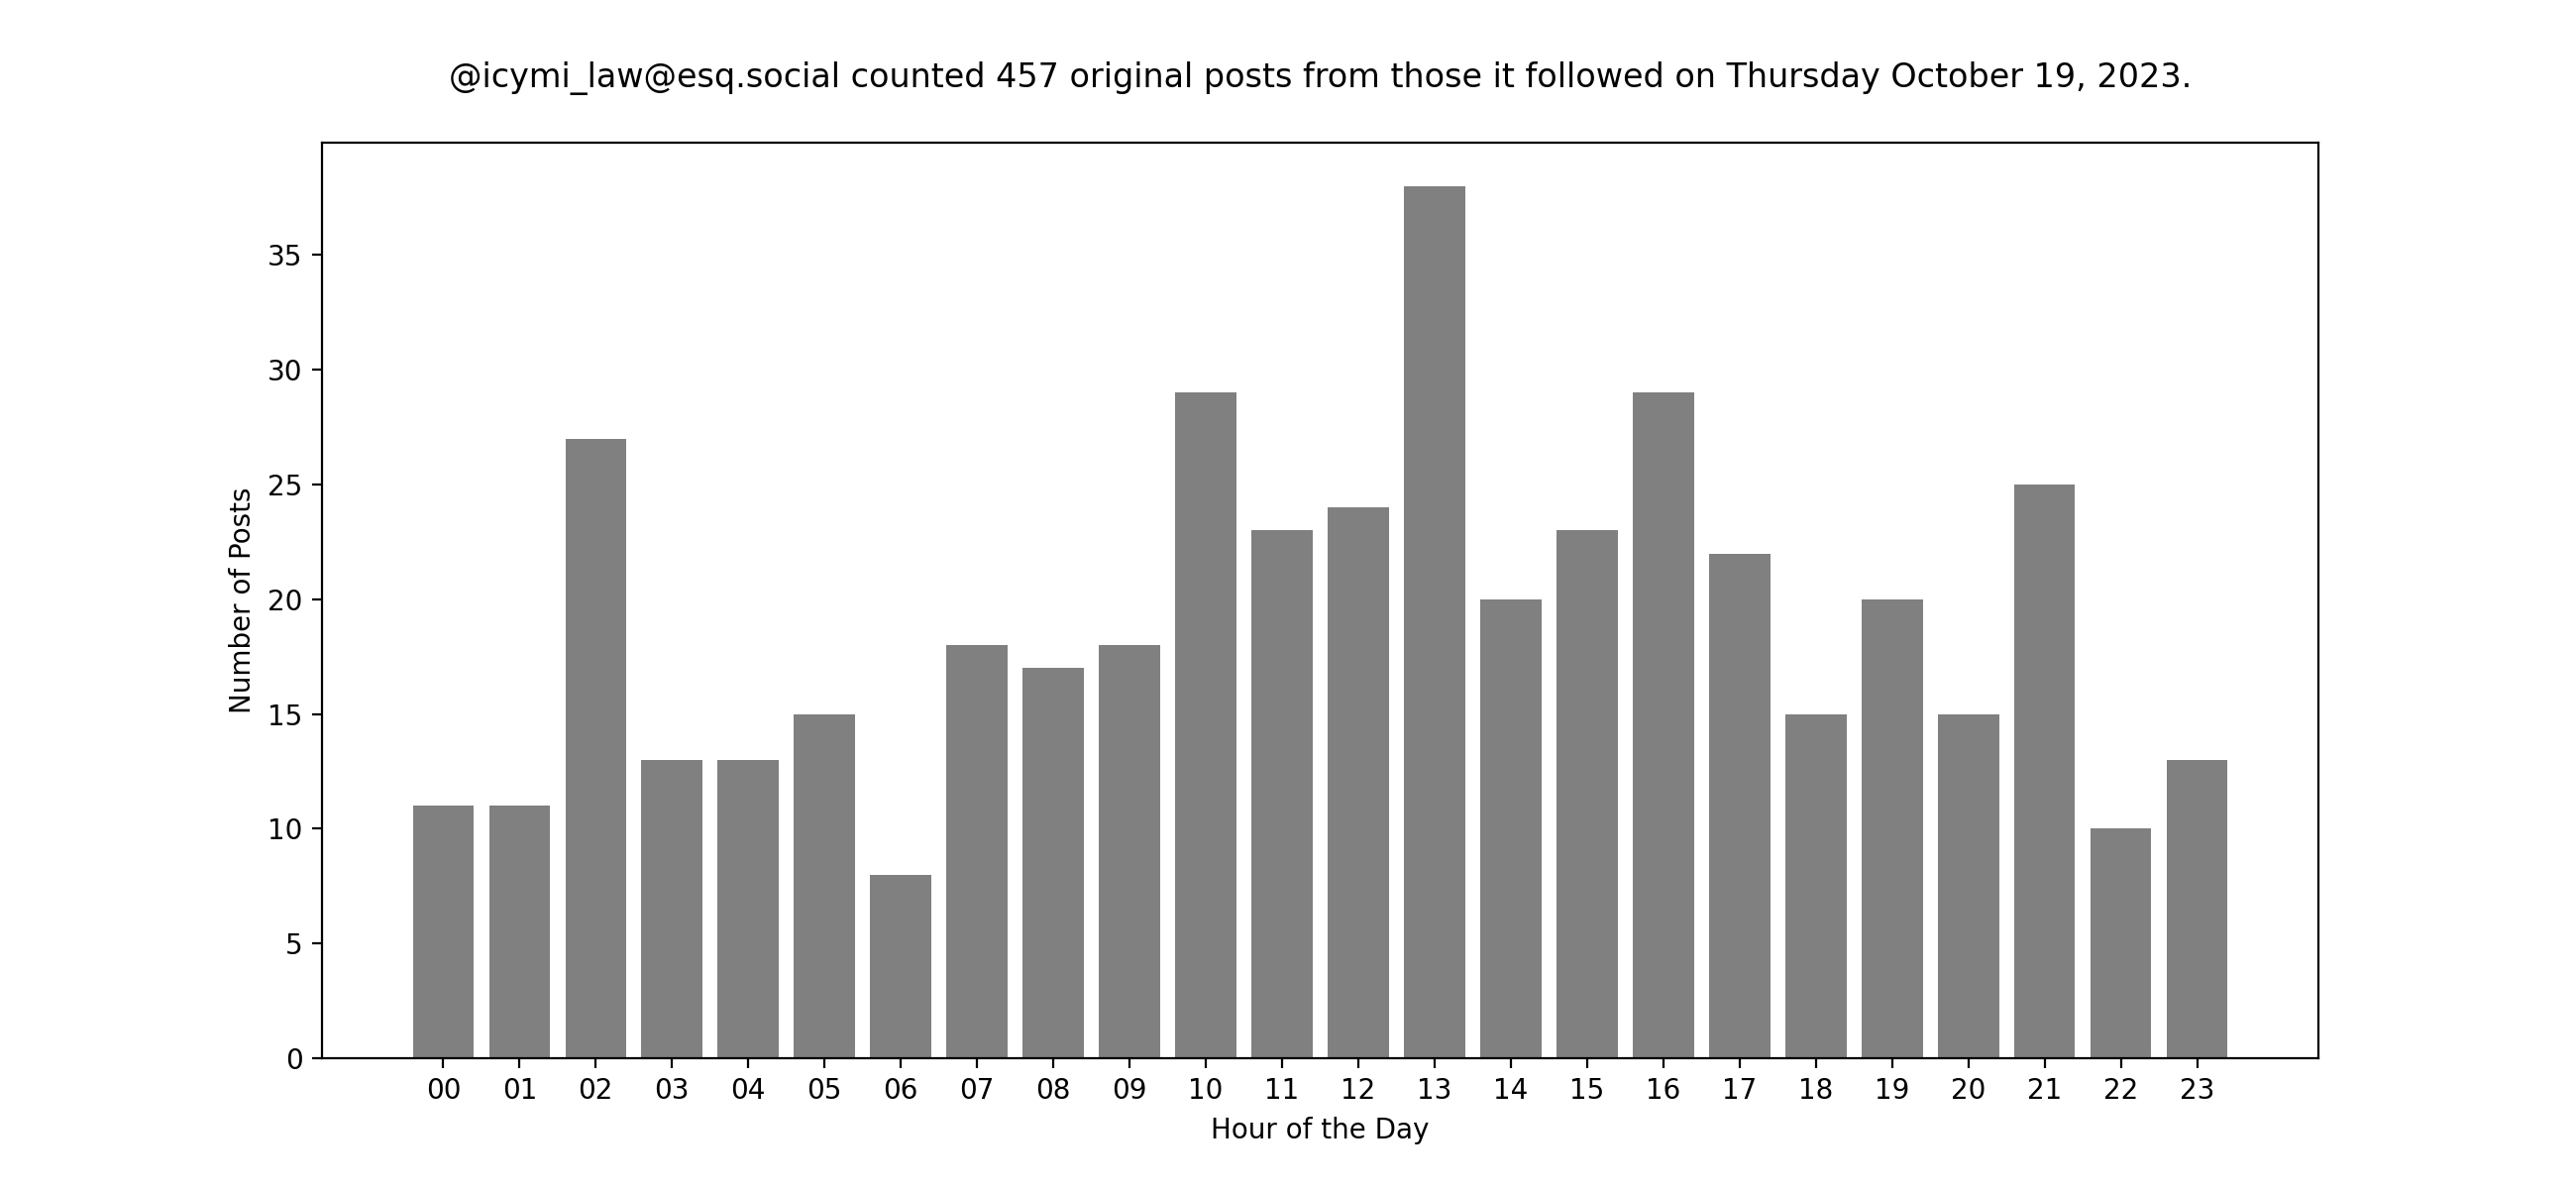 @icymi_law@esq.social counted 457 original posts from those it followed on Thursday October 19, 2023.
35
30
25
20
15
10
5
0
Number of Posts
00 01 02 03 04 05 06 07 08 09 10 11 12 13 14 15 16 17 18 19 20 21 22 23
Hour of the Day